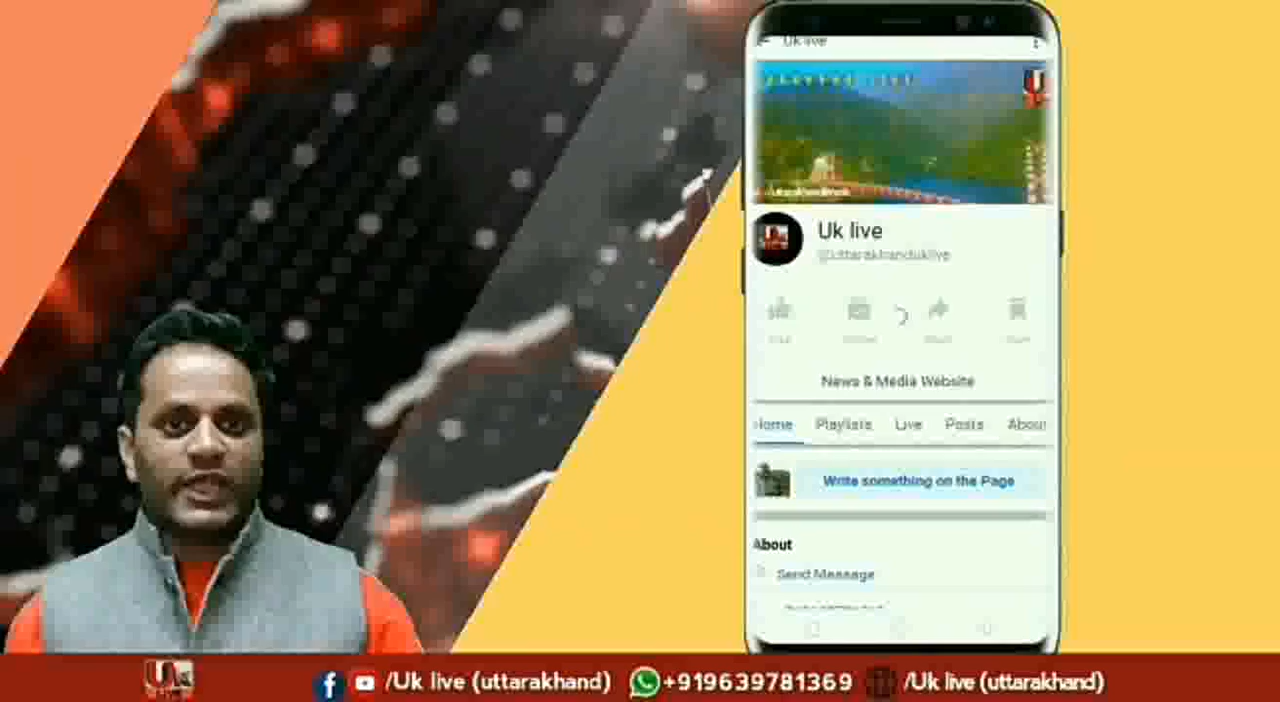 Uk live
Uk live
@uttarakhanduklive
News & Media Website
Home Playlists Live Posts About
Write something on the Page
About
Send Message
/Uk live (uttarakhand) +919639781369 /Uk live (uttarakhand)